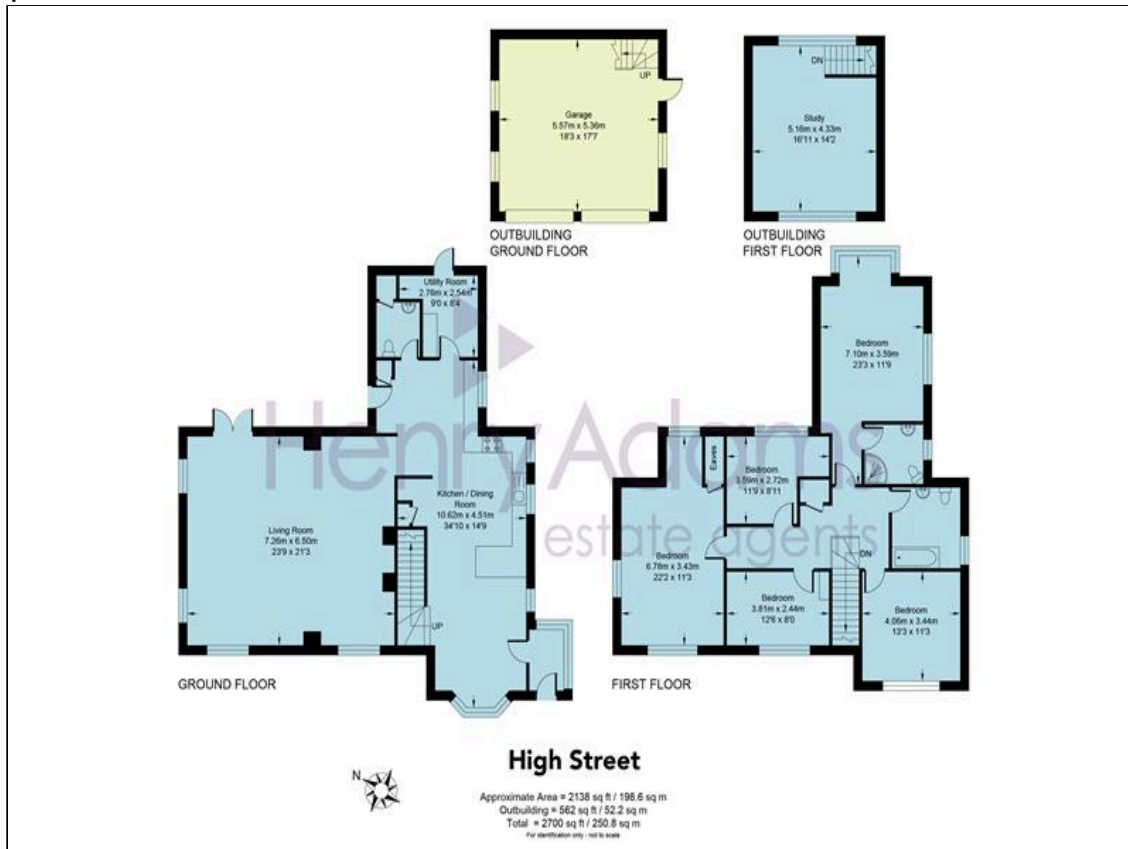 UP
Garage
5.57m x 5.36m
18'3 x 17'7
OUTBUILDING
GROUND FLOOR
DN
Study
5.16m x 4.33m
16'11 x 14'2
OUTBUILDING
FIRST FLOOR
Utility Room
2.76m x 2.54m
9'0 x 8'4
Kitchen / Dining
Room
10.62m x 4.51m
34'10 x 14'9
Living Room
7.26m x 6.50m
23'9 x 21'3
UP
GROUND FLOOR
Bedroom
7.10m x 3.59m
23'3 x 11'9
Eaves
Bedroom
3.59m x 2.72m
11'9 x 8'11
Bedroom
6.78m x 3.43m
22'2 x 11'3
DN
Bedroom
3.81m x 2.44m
12'6 x 8'0
Bedroom
4.06m x 3.44m
13'3 x 11'3
FIRST FLOOR
Henry Adams
estate agents
High Street
N
Approximate Area = 2138 sq ft / 198.6 sq m
Outbuilding = 562 sq ft / 52.2 sq m
Total = 2700 sq ft / 250.8 sq m
For identification only - not to scale